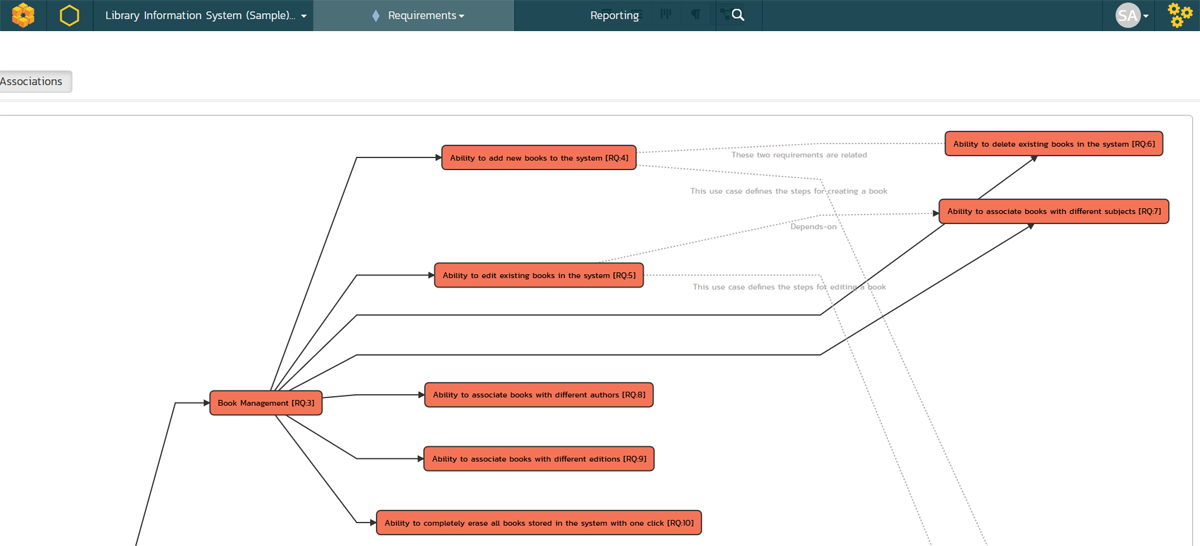 Library Information System (Sample)...
Requirements
Reporting
SA
Associations
Ability to add new books to the system [RQ:4]
These two requirements are related
Ability to delete existing books in the system [RQ:6]
This use case defines the steps for creating a book
Ability to associate books with different subjects [RQ:7]
Depends-on
Ability to edit existing books in the system [RQ:5]
This use case defines the steps for editing a book
Book Management [RQ:3]
Ability to associate books with different authors [RQ:8]
Ability to associate books with different editions [RQ:9]
Ability to completely erase all books stored in the system with one click [RQ:10]